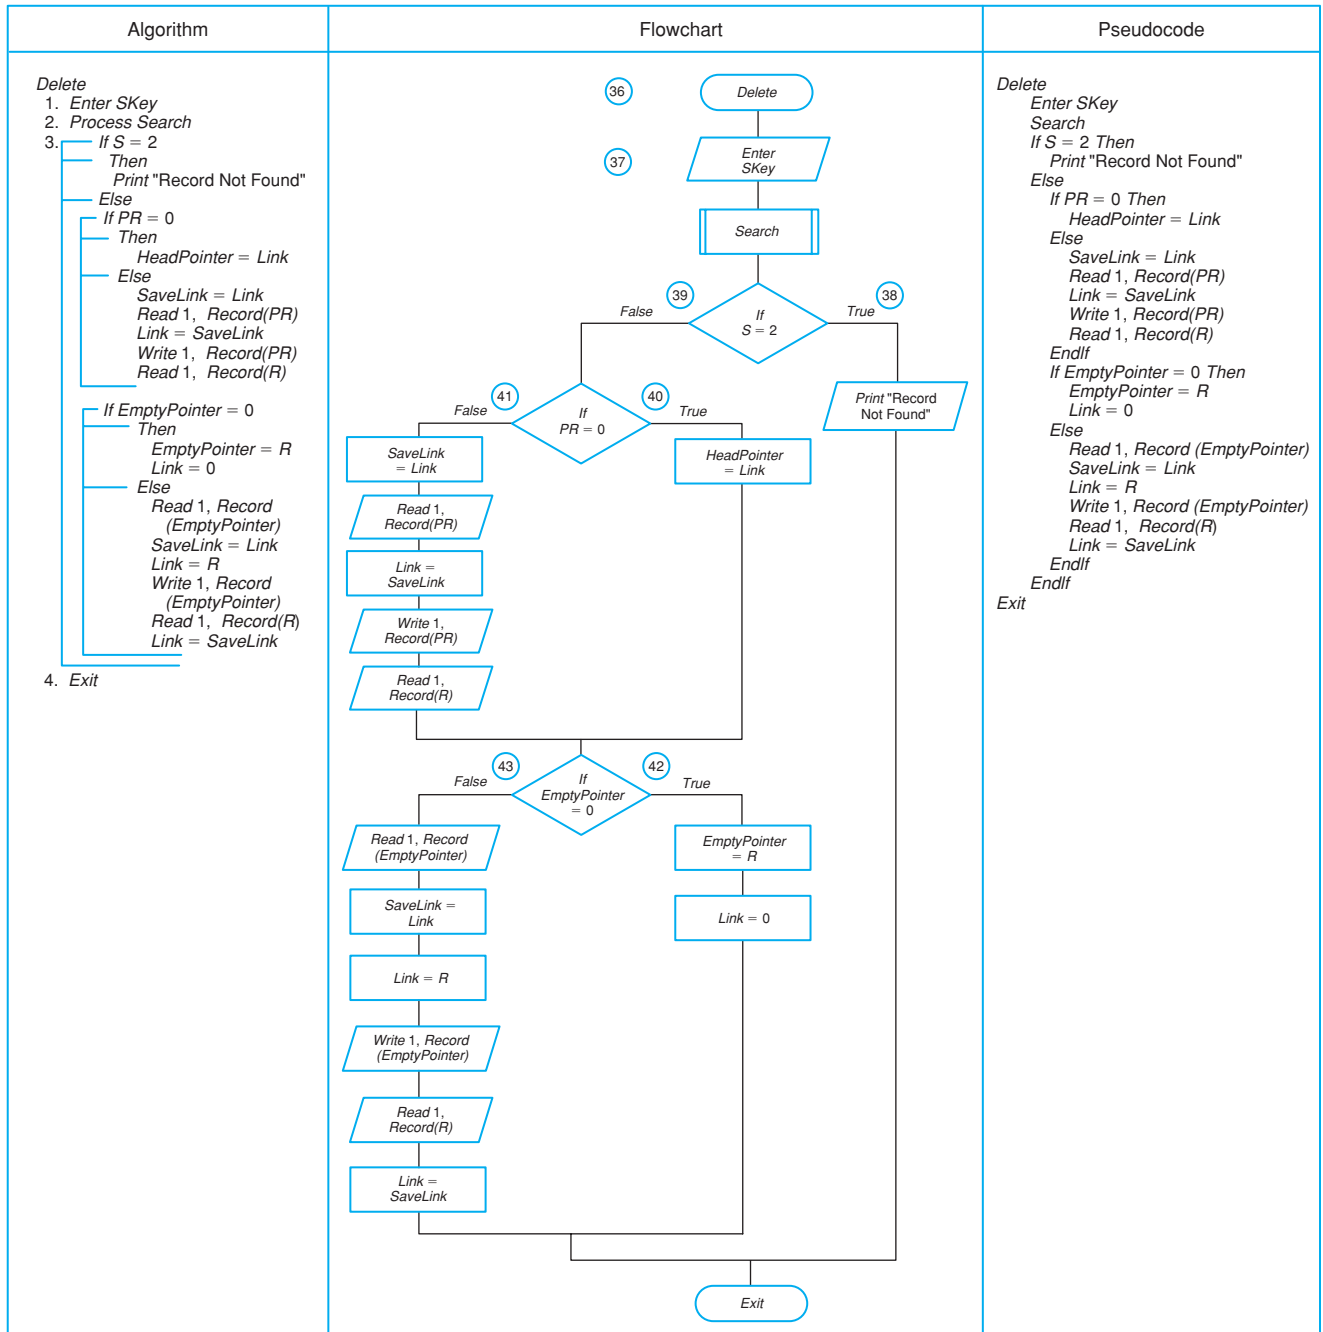 Algorithm
Flowchart
Pseudocode
Delete
1. Enter SKey
2. Process Search
3. If S = 2
Then
Print "Record Not Found"
Else
If PR = 0
Then
HeadPointer = Link
Else
SaveLink = Link
Read 1, Record(PR)
Link = SaveLink
Write 1, Record(PR)
Read 1, Record(R)
If EmptyPointer = 0
Then
EmptyPointer = R
Link = 0
Else
Read 1, Record
(EmptyPointer)
SaveLink = Link
Link = R
Write 1, Record
(EmptyPointer)
Read 1, Record(R)
Link = SaveLink
4. Exit
36
Delete
37
Enter
SKey
Search
39
38
False
If
S = 2
True
Print "Record
Not Found"
41
40
False
If
PR = 0
True
SaveLink
= Link
Read 1,
Record(PR)
Link =
SaveLink
Write 1,
Record(PR)
Read 1,
Record(R)
HeadPointer
= Link
43
42
False
If
EmptyPointer
= 0
True
Read 1, Record
(EmptyPointer)
SaveLink =
Link
Link = R
Write 1, Record
(EmptyPointer)
Read 1,
Record(R)
Link =
SaveLink
EmptyPointer
= R
Link = 0
Exit
Delete
Enter SKey
Search
If S = 2 Then
Print "Record Not Found"
Else
If PR = 0 Then
HeadPointer = Link
Else
SaveLink = Link
Read 1, Record(PR)
Link = SaveLink
Write 1, Record(PR)
Read 1, Record(R)
EndIf
If EmptyPointer = 0 Then
EmptyPointer = R
Link = 0
Else
Read 1, Record (EmptyPointer)
SaveLink = Link
Link = R
Write 1, Record (EmptyPointer)
Read 1, Record(R)
Link = SaveLink
EndIf
EndIf
Exit